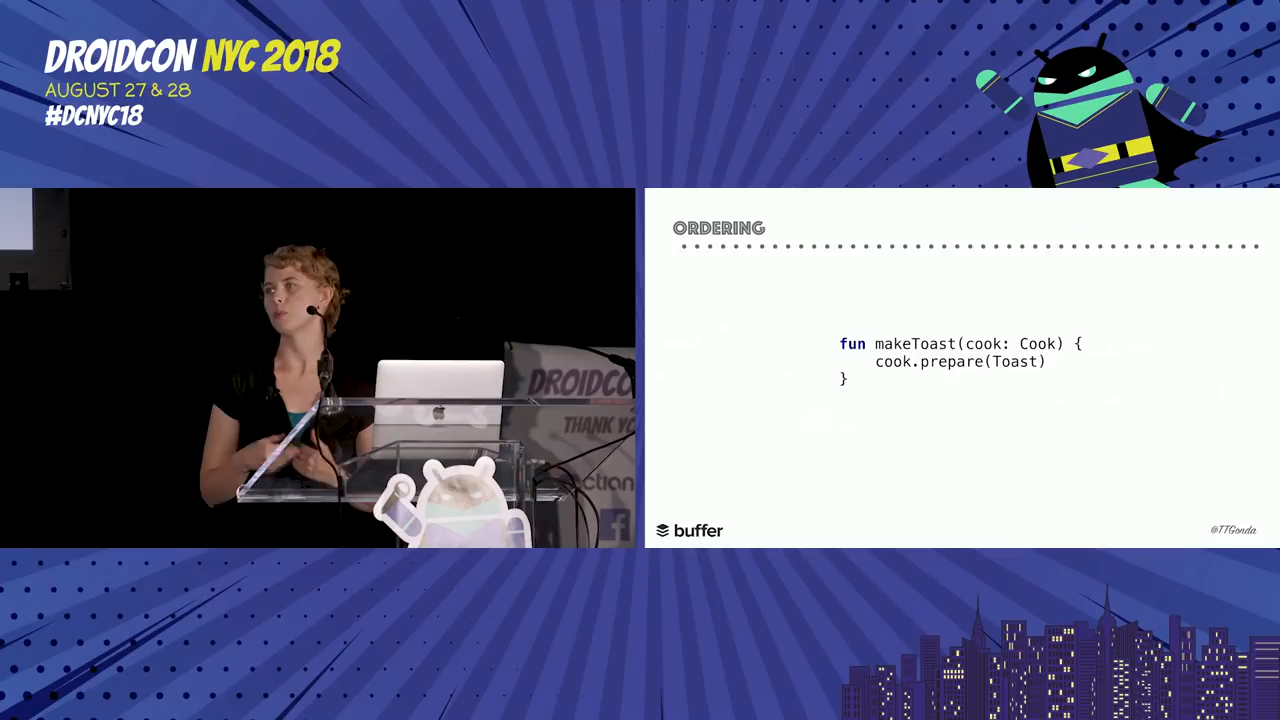 DROIDCON NYC 2018
AUGUST 27 & 28
#DCNYC18
DROIDCO
THANK YO
ction
ORDERING
fun makeToast(cook: Cook) {
    cook.prepare(Toast)
}
buffer
@TTGonda